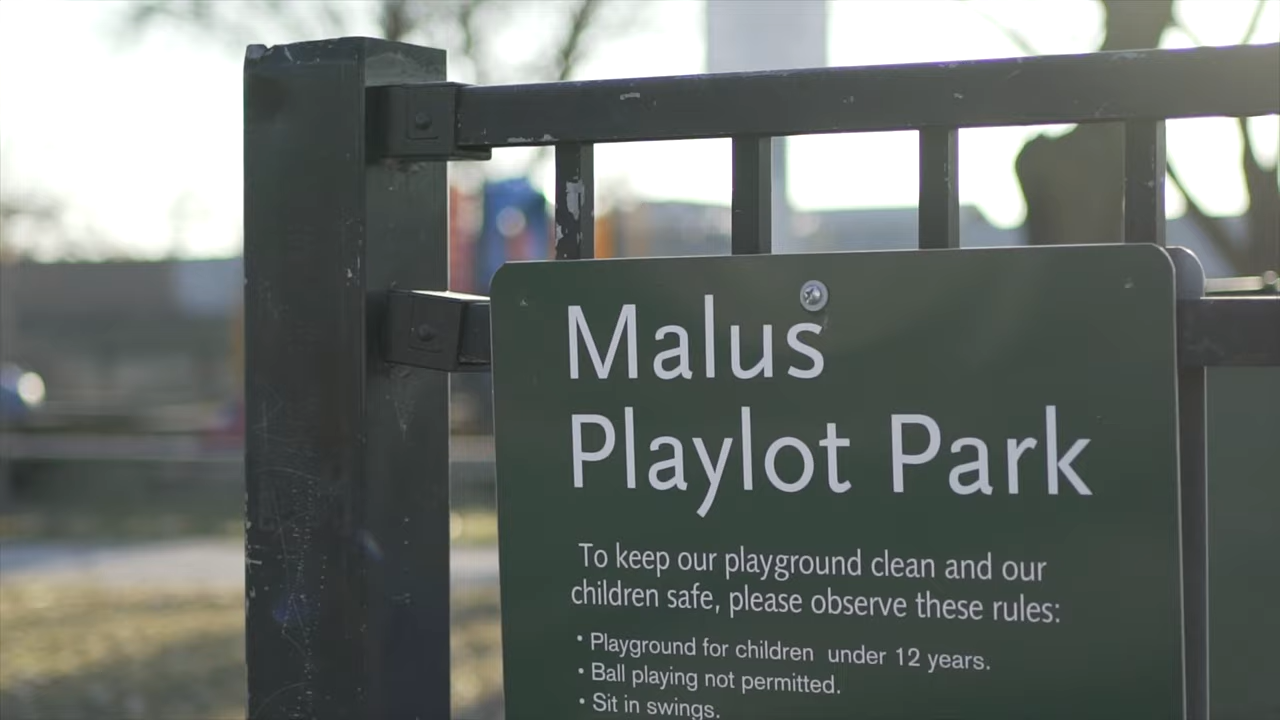 Malus
Playlot Park
To keep our playground clean and our
children safe, please observe these rules:
• Playground for children under 12 years.
• Ball playing not permitted.
• Sit in swings.